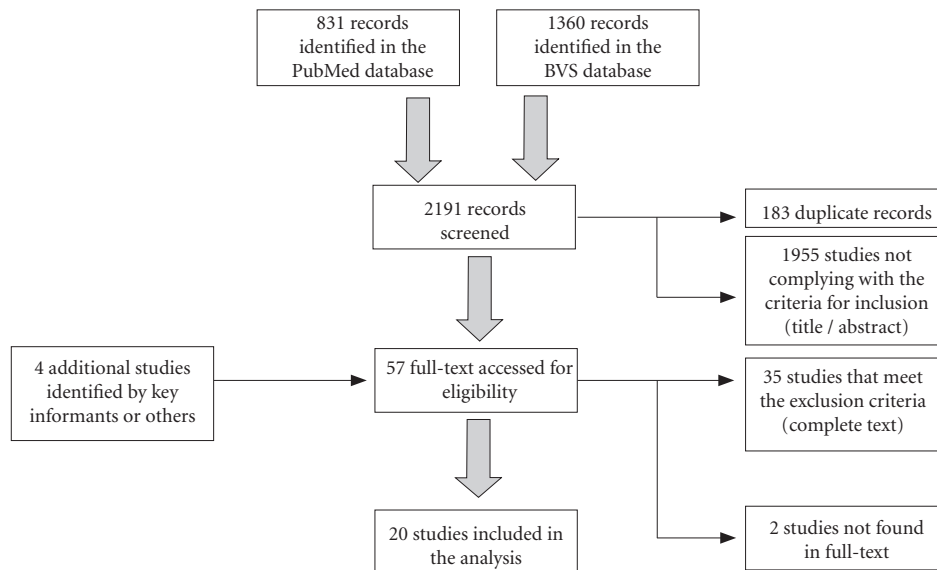 831 records
identified in the
PubMed database
1360 records
identified in the
BVS database
2191 records
screened
183 duplicate records
1955 studies not
complying with the
criteria for inclusion
(title / abstract)
4 additional studies
identified by key
informants or others
57 full-text accessed for
eligibility
35 studies that meet
the exclusion criteria
(complete text)
20 studies included in
the analysis
2 studies not found
in full-text